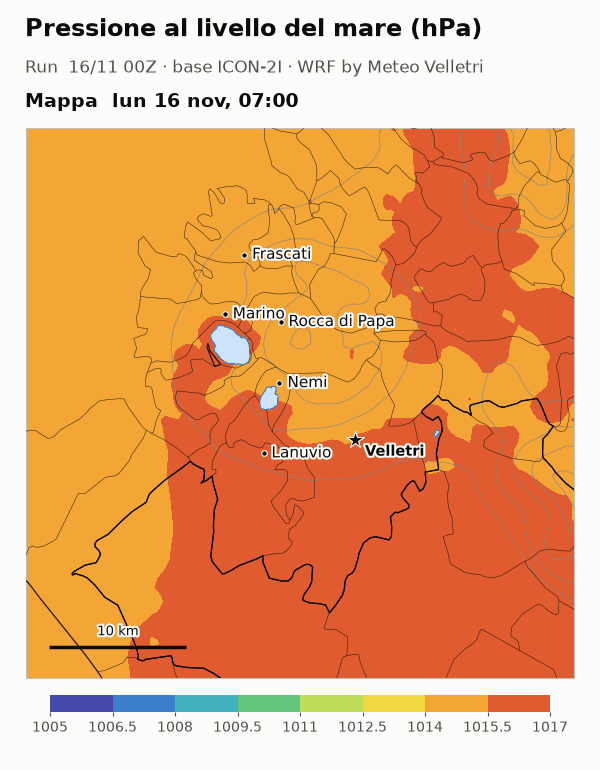 Pressione al livello del mare (hPa)
Run  16/11 00Z · base ICON-2I · WRF by Meteo Velletri
Mappa  lun 16 nov, 07:00
Frascati
Marino
Rocca di Papa
Nemi
Velletri
Lanuvio
10 km
1005 1006.5 1008 1009.5 1011 1012.5 1014 1015.5 1017